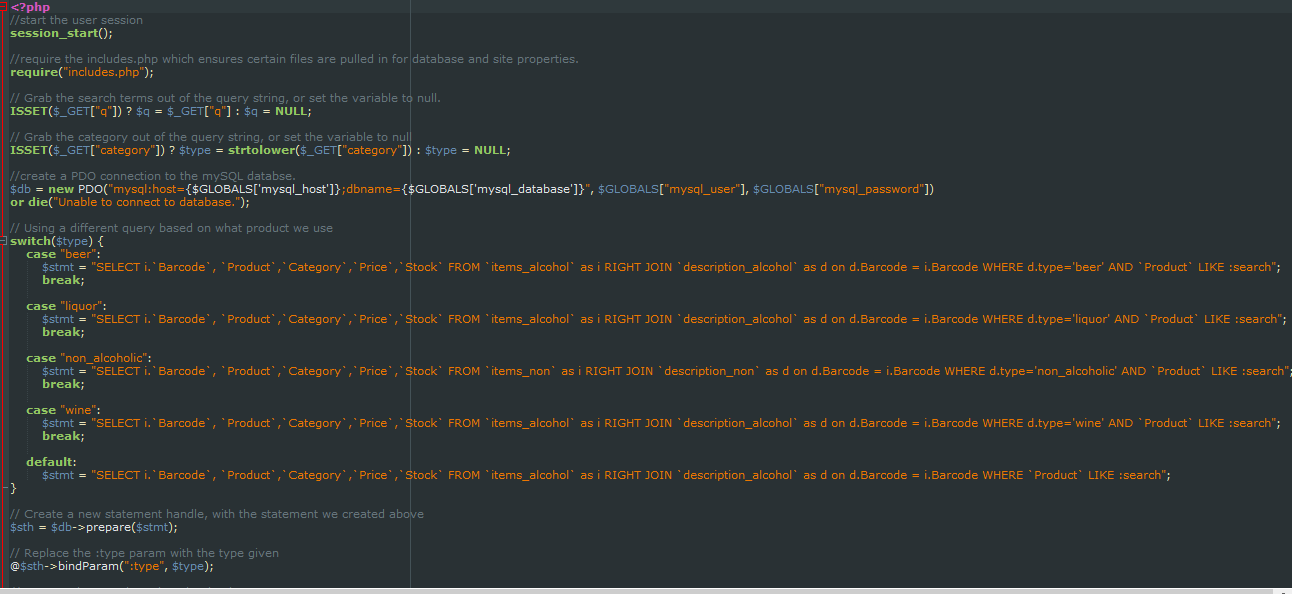 <?php
//start the user session
session_start();
//require the includes.php which ensures certain files are pulled in for database and site properties.
require("includes.php");
// Grab the search terms out of the query string, or set the variable to null.
ISSET($_GET["q"]) ? $q = $_GET["q"] : $q = NULL;
// Grab the category out of the query string, or set the variable to null
ISSET($_GET["category"]) ? $type = strtolower($_GET["category"]) : $type = NULL;
//create a PDO connection to the mySQL databse.
$db = new PDO("mysql:host={$GLOBALS['mysql_host']};dbname={$GLOBALS['mysql_database']}", $GLOBALS["mysql_user"], $GLOBALS["mysql_password"])
or die("Unable to connect to database.");
// Using a different query based on what product we use
switch($type) {
case "beer":
$stmt = "SELECT i.`Barcode`, `Product`,`Category`,`Price`,`Stock` FROM `items_alcohol` as i RIGHT JOIN `description_alcohol` as d on d.Barcode = i.Barcode WHERE d.type='beer' AND `Product` LIKE :search";
break;
case "liquor":
$stmt = "SELECT i.`Barcode`, `Product`,`Category`,`Price`,`Stock` FROM `items_alcohol` as i RIGHT JOIN `description_alcohol` as d on d.Barcode = i.Barcode WHERE d.type='liquor' AND `Product` LIKE :search";
break;
case "non_alcoholic":
$stmt = "SELECT i.`Barcode`, `Product`,`Category`,`Price`,`Stock` FROM `items_non` as i RIGHT JOIN `description_non` as d on d.Barcode = i.Barcode WHERE d.type='non_alcoholic' AND `Product` LIKE :search";
break;
case "wine":
$stmt = "SELECT i.`Barcode`, `Product`,`Category`,`Price`,`Stock` FROM `items_alcohol` as i RIGHT JOIN `description_alcohol` as d on d.Barcode = i.Barcode WHERE d.type='wine' AND `Product` LIKE :search";
break;
default:
$stmt = "SELECT i.`Barcode`, `Product`,`Category`,`Price`,`Stock` FROM `items_alcohol` as i RIGHT JOIN `description_alcohol` as d on d.Barcode = i.Barcode WHERE `Product` LIKE :search";
}
// Create a new statement handle, with the statement we created above
$sth = $db->prepare($stmt);
// Replace the :type param with the type given
@$sth->bindParam(":type", $type);